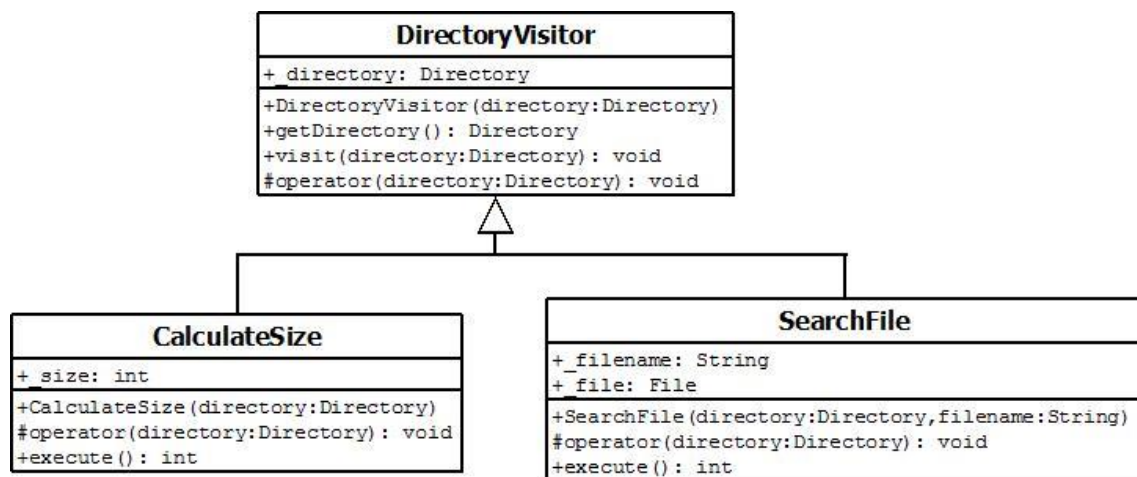 DirectoryVisitor
+_directory: Directory
+DirectoryVisitor(directory:Directory)
+getDirectory(): Directory
+visit(directory:Directory): void
#operator(directory:Directory): void
CalculateSize
+_size: int
+CalculateSize(directory:Directory)
#operator(directory:Directory): void
+execute(): int
SearchFile
+_filename: String
+_file: File
+SearchFile(directory:Directory,filename:String)
#operator(directory:Directory): void
+execute(): int